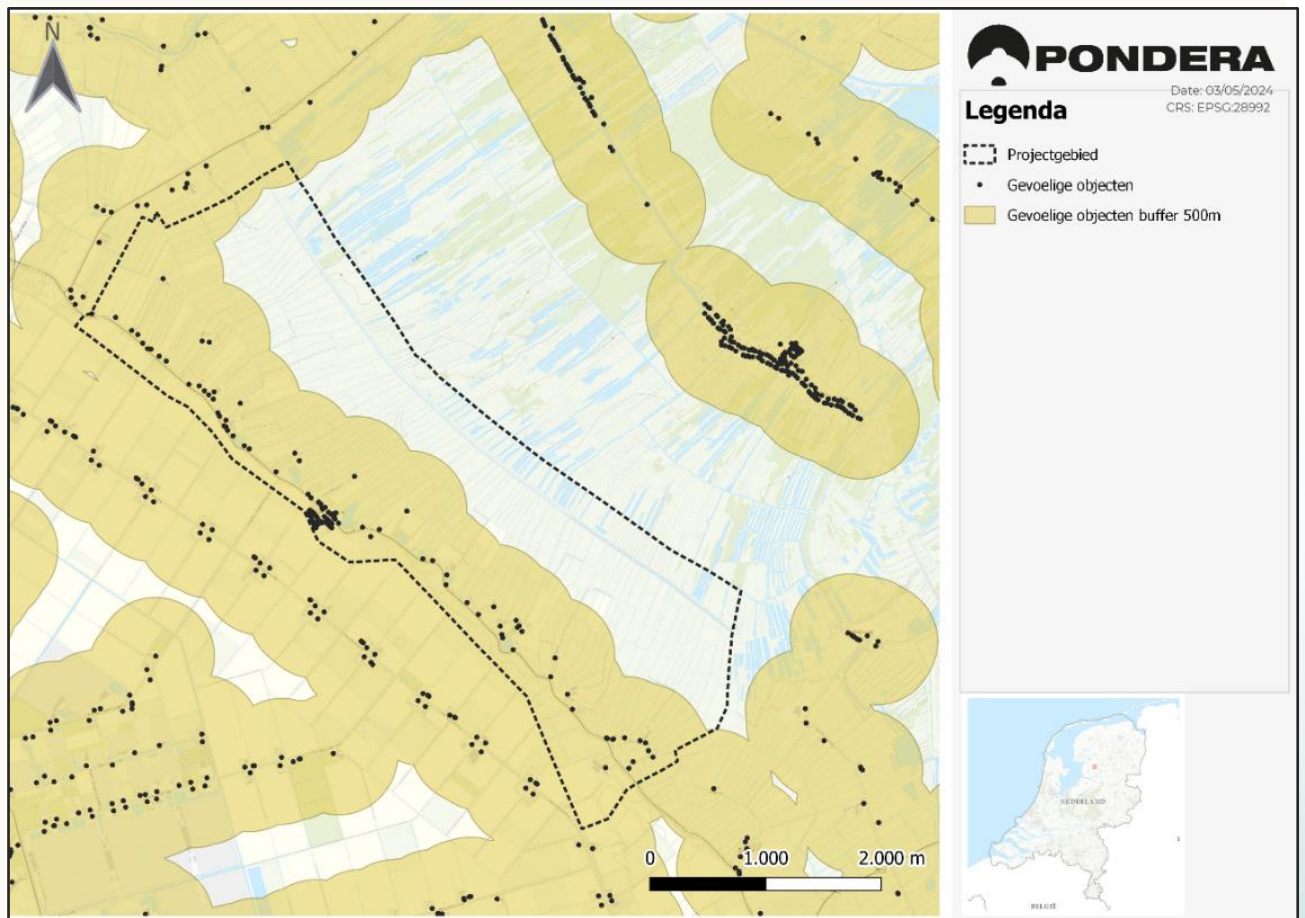 N
PONDERA
Date: 03/05/2024
CRS: EPSG:28992
Legenda
Projectgebied
Gevoelige objecten
Gevoelige objecten buffer 500m
0 1.000 2.000 m
NEDERLAND
BELGIË